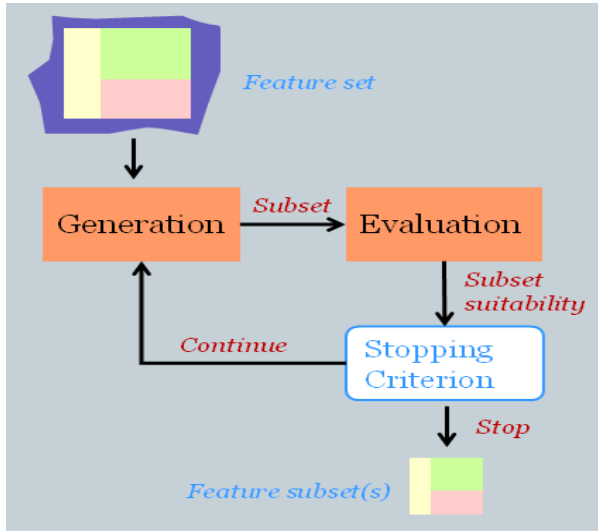 Feature set
Generation
Subset
Evaluation
Subset
suitability
Continue
Stopping
Criterion
Stop
Feature subset(s)